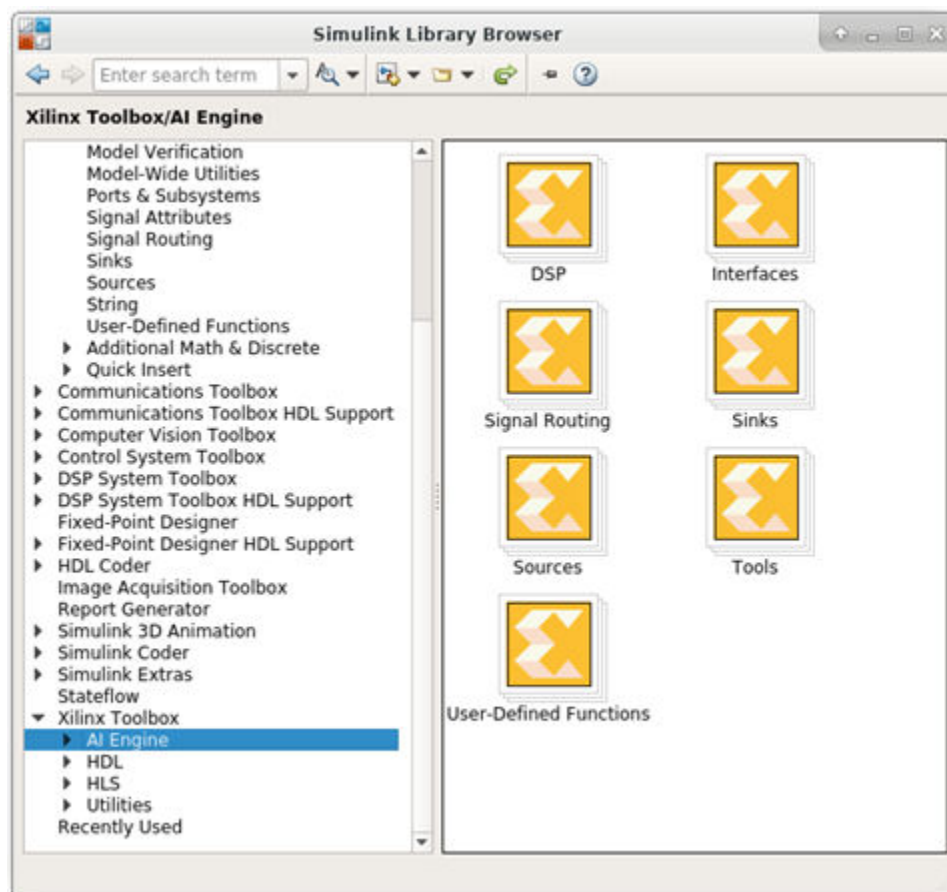 Simulink Library Browser
Enter search term
Xilinx Toolbox/AI Engine
Model Verification
Model-Wide Utilities
Ports & Subsystems
Signal Attributes
Signal Routing
Sinks
Sources
String
User-Defined Functions
Additional Math & Discrete
Quick Insert
Communications Toolbox
Communications Toolbox HDL Support
Computer Vision Toolbox
Control System Toolbox
DSP System Toolbox
DSP System Toolbox HDL Support
Fixed-Point Designer
Fixed-Point Designer HDL Support
HDL Coder
Image Acquisition Toolbox
Report Generator
Simulink 3D Animation
Simulink Coder
Simulink Extras
Stateflow
Xilinx Toolbox
AI Engine
HDL
HLS
Utilities
Recently Used
DSP
Interfaces
Signal Routing
Sinks
Sources
Tools
User-Defined Functions